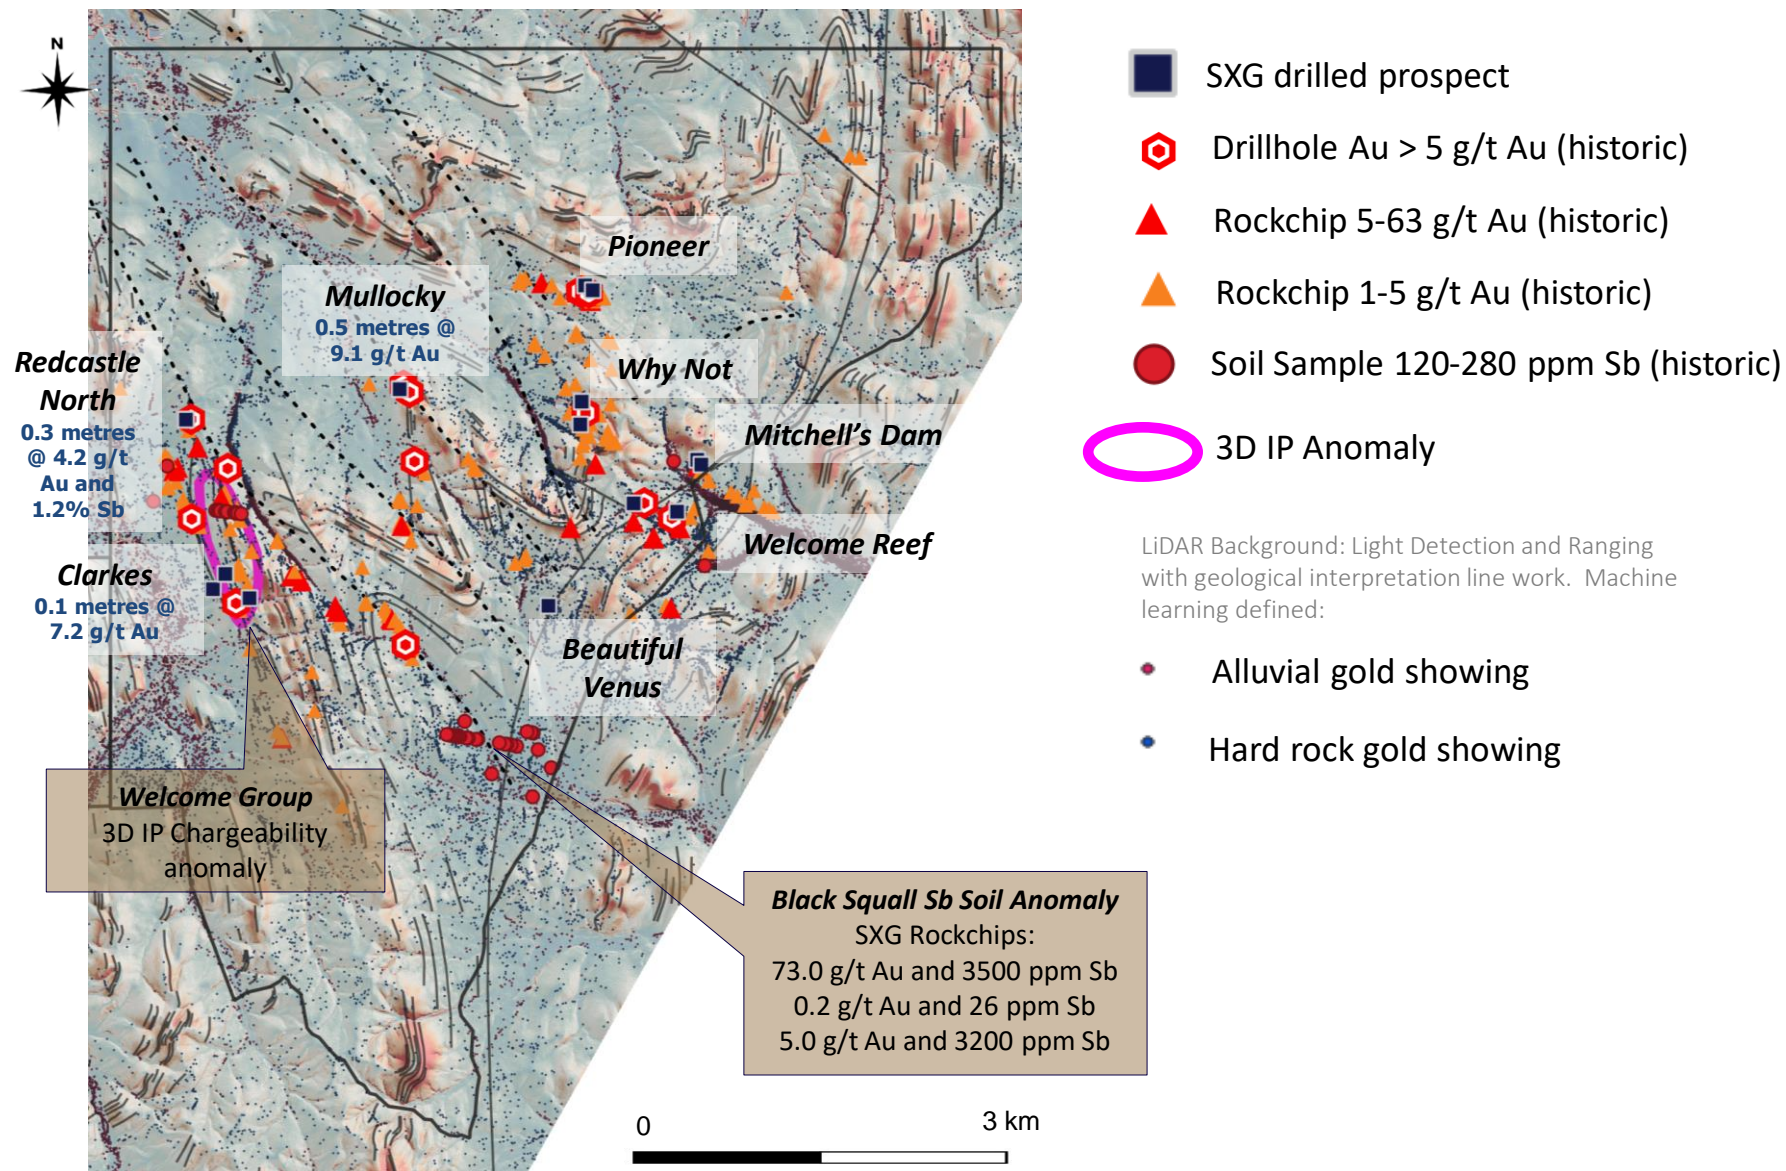 N
Pioneer
Mullocky
0.5 metres @
9.1 g/t Au
Redcastle
North
0.3 metres
@ 4.2 g/t
Au and
1.2% Sb
Why Not
Mitchell's Dam
Welcome Reef
Clarkes
0.1 metres @
7.2 g/t Au
Beautiful
Venus
Welcome Group
3D IP Chargeability
anomaly
Black Squall Sb Soil Anomaly
SXG Rockchips:
73.0 g/t Au and 3500 ppm Sb
0.2 g/t Au and 26 ppm Sb
5.0 g/t Au and 3200 ppm Sb
0
3 km
SXG drilled prospect
Drillhole Au > 5 g/t Au (historic)
Rockchip 5-63 g/t Au (historic)
Rockchip 1-5 g/t Au (historic)
Soil Sample 120-280 ppm Sb (historic)
3D IP Anomaly
LiDAR Background: Light Detection and Ranging
with geological interpretation line work. Machine
learning defined:
Alluvial gold showing
Hard rock gold showing